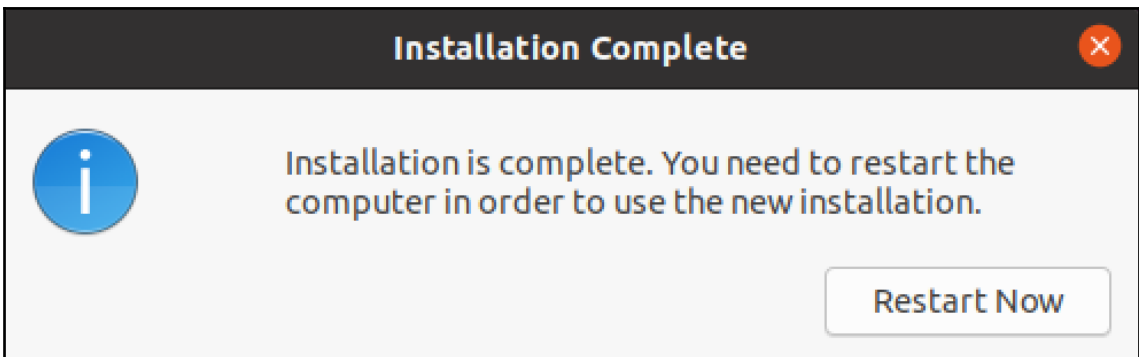 Installation Complete
Installation is complete. You need to restart the
computer in order to use the new installation.
Restart Now